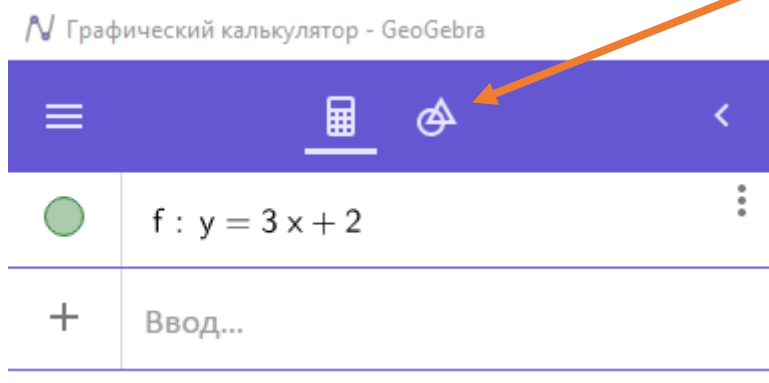 Графический калькулятор - GeoGebra
f : y = 3 x + 2
Ввод...